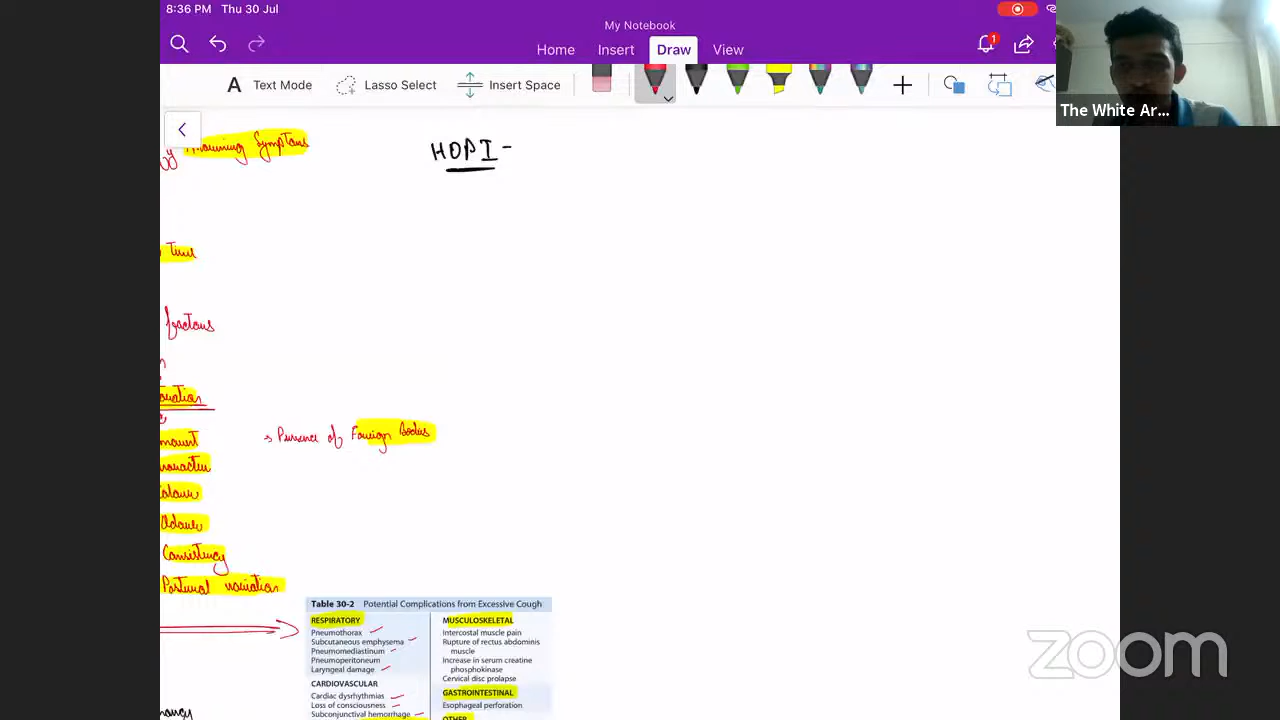 8:36 PM Thu 30 Jul
My Notebook
Home Insert Draw View
1
A Text Mode Lasso Select Insert Space
The White Ar...
Symptoms
HOPI-
Time
factors
Presence of Foreign Bodies
Consistency
Postural variation
Table 30-2 Potential Complications from Excessive Cough
RESPIRATORY
Pneumothorax
Subcutaneous emphysema
Pneumomediastinum
Pneumoperitoneum
Laryngeal damage
CARDIOVASCULAR
Cardiac dysrhythmias
Loss of consciousness
Subconjunctival hemorrhage
MUSCULOSKELETAL
Intercostal muscle pain
Rupture of rectus abdominis
muscle
Increase in serum creatine
phosphokinase
Cervical disc prolapse
GASTROINTESTINAL
Esophageal perforation
OTHER
zoom